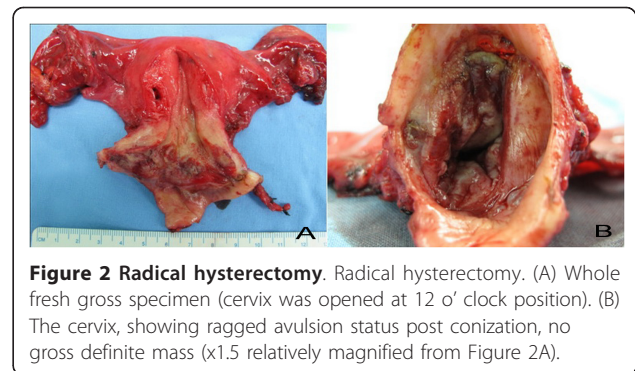 A
B
CM
Figure 2 Radical hysterectomy. Radical hysterectomy. (A) Whole
fresh gross specimen (cervix was opened at 12 o' clock position). (B)
The cervix, showing ragged avulsion status post conization, no
gross definite mass (x1.5 relatively magnified from Figure 2A).